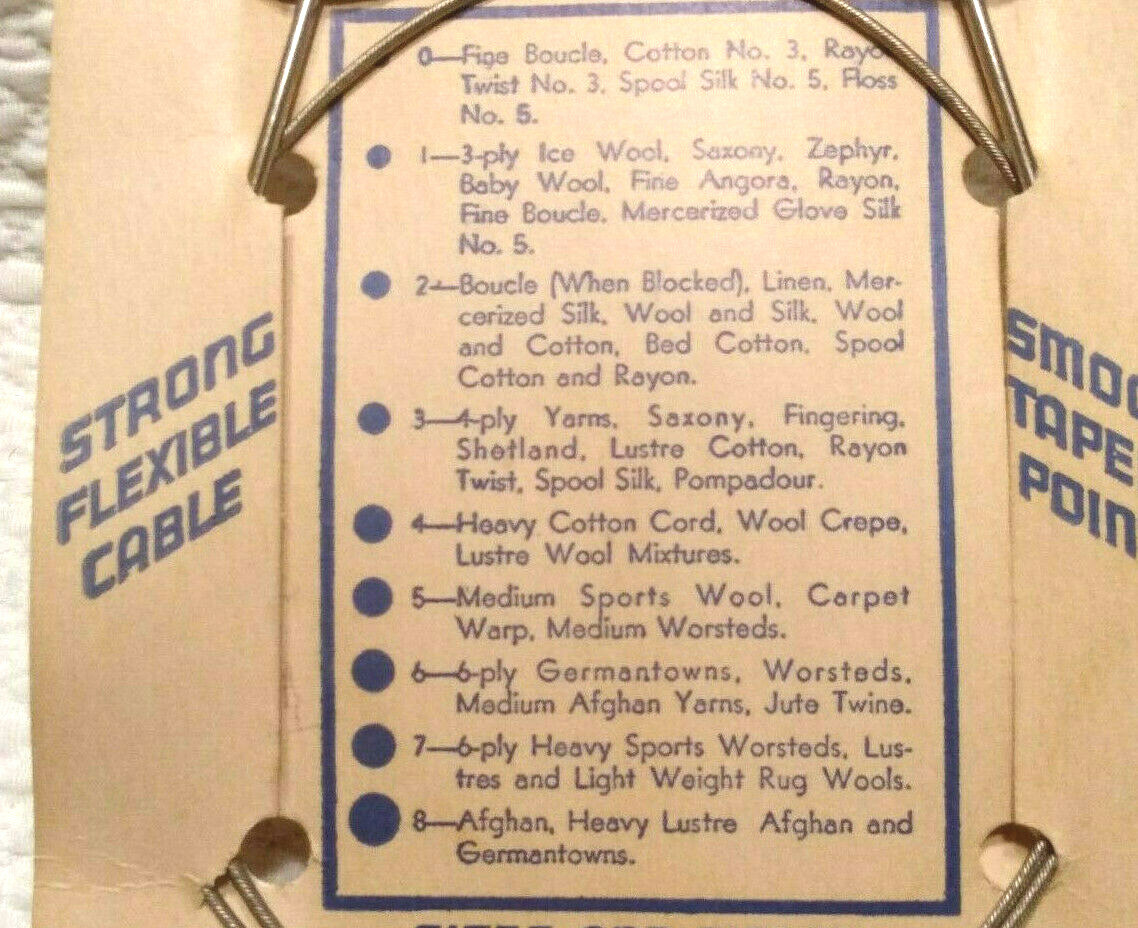 0—Fine Boucle, Cotton No. 3, Rayon
Twist No. 3, Spool Silk No. 5, Floss
No. 5.
1—3-ply Ice Wool, Saxony, Zephyr,
Baby Wool, Fine Angora, Rayon,
Fine Boucle, Mercerized Glove Silk
No. 5.
2—Boucle (When Blocked), Linen, Mer-
cerized Silk, Wool and Silk, Wool
and Cotton, Bed Cotton, Spool
Cotton and Rayon.
3—4-ply Yarns, Saxony, Fingering,
Shetland, Lustre Cotton, Rayon
Twist, Spool Silk, Pompadour.
4—Heavy Cotton Cord, Wool Crepe,
Lustre Wool Mixtures.
5—Medium Sports Wool, Carpet
Warp, Medium Worsteds.
6—6-ply Germantowns, Worsteds,
Medium Afghan Yarns, Jute Twine.
7—6-ply Heavy Sports Worsteds, Lus-
tres and Light Weight Rug Wools.
8—Afghan, Heavy Lustre Afghan and
Germantowns.
STRONG
FLEXIBLE
CABLE
SMOO
TAPE
POIN